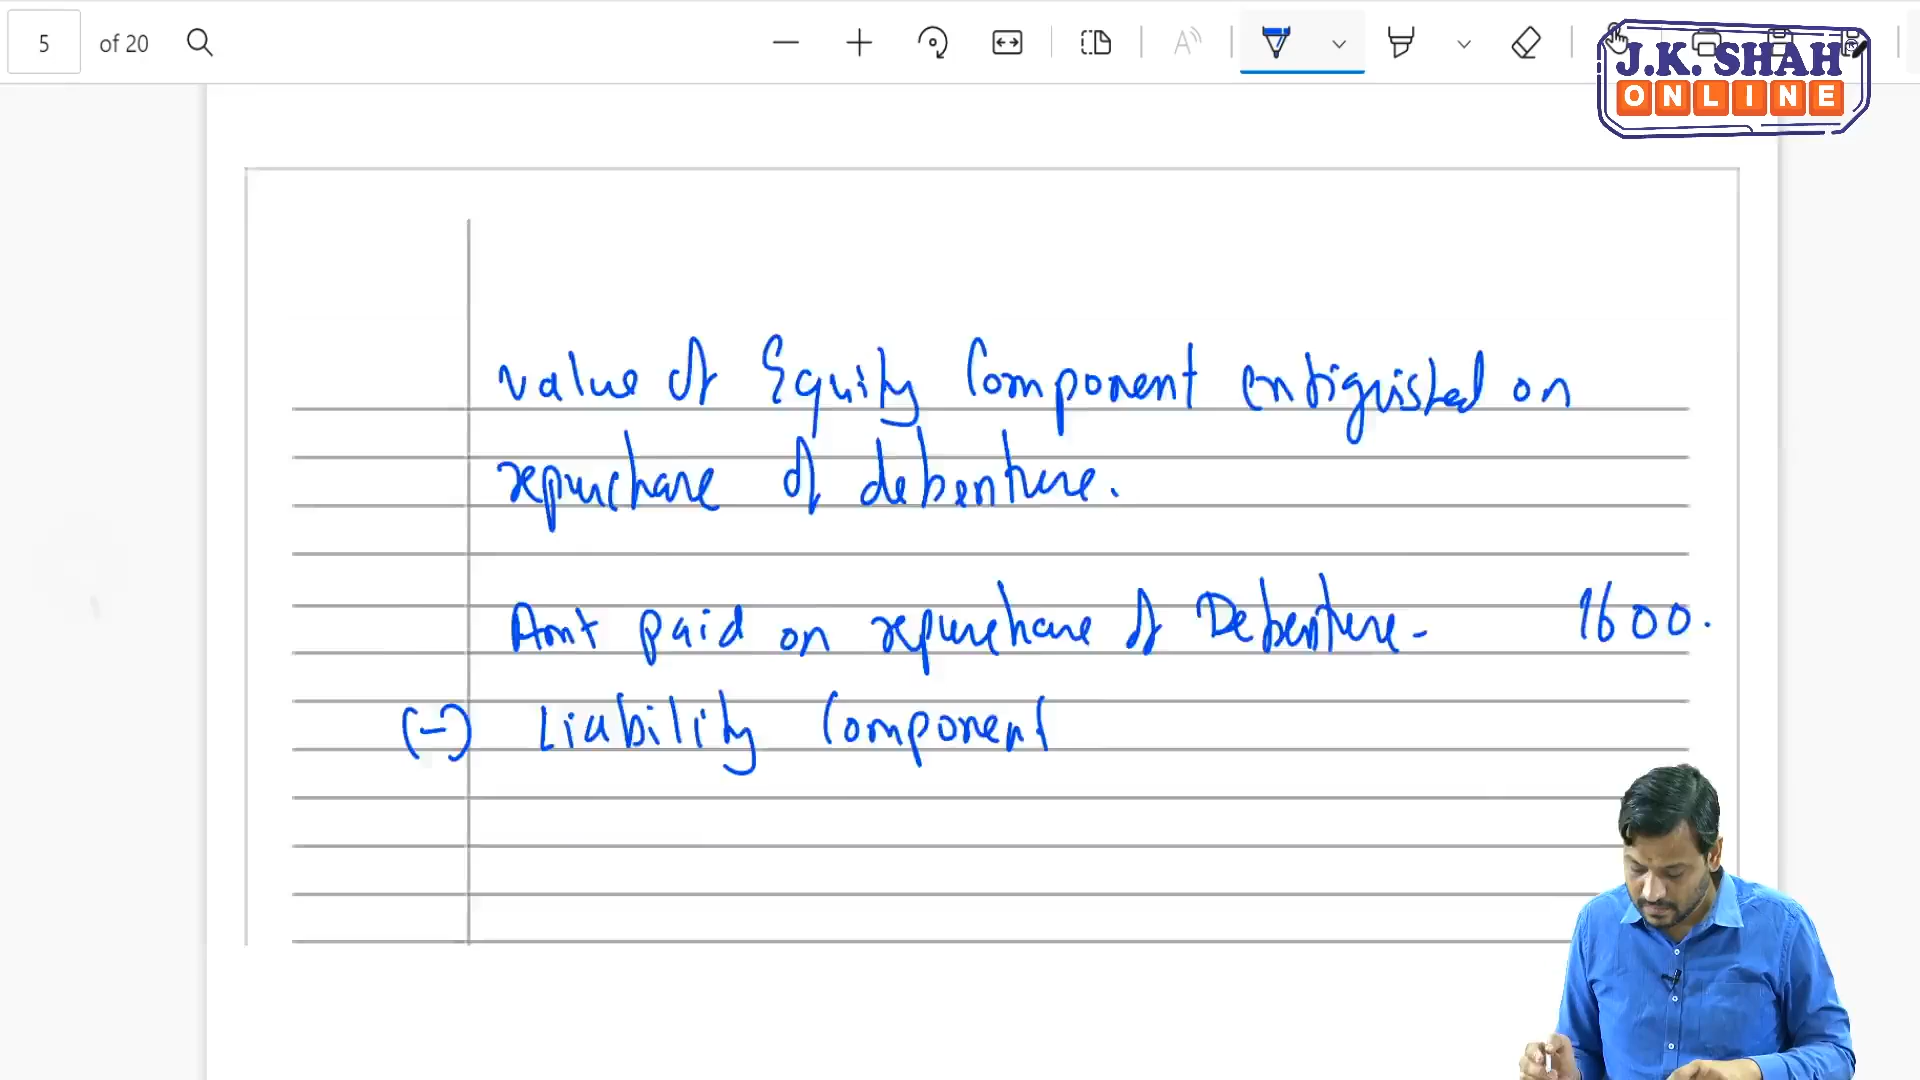 5 of 20
J.K. SHAH
ONLINE
value of Equity Component extinguished on
repurchase of debenture.
Amt paid on repurchase of Debenture - 1600.
(-) Liability Component